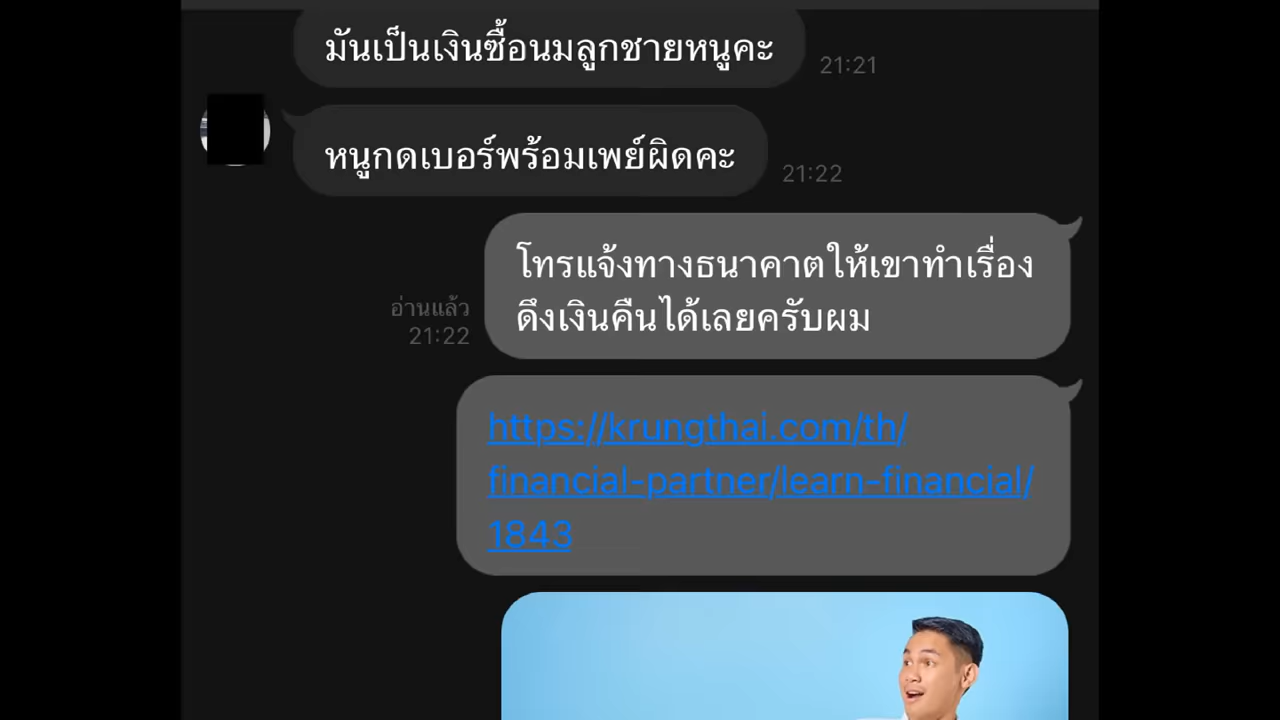 มันเป็นเงินซื้อนมลูกชายหนูคะ
21:21
หนูกดเบอร์พร้อมเพย์ผิดคะ
21:22
โทรแจ้งทางธนาคาตให้เขาทำเรื่อง
ดึงเงินคืนได้เลยครับผม
อ่านแล้ว
21:22
https://krungthai.com/th/
financial-partner/learn-financial/
1843